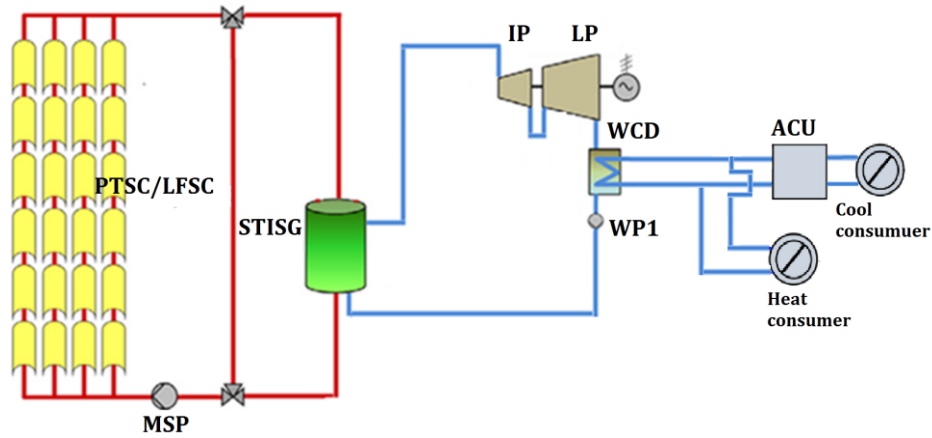 IP LP
WCD
ACU
PTSC/LFSC
STISG
WP1
Cool
consumuer
Heat
consumer
MSP